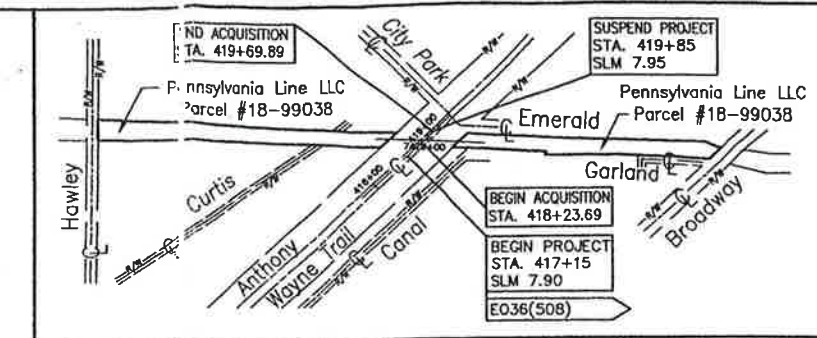 ND ACQUISITION
TA. 419+69.89
City Park
R/W
SUSPEND PROJECT
STA. 419+85
SLM 7.95
P nnsylvania Line LLC
Parcel #18-99038
Pennsylvania Line LLC
Parcel #18-99038
Emerald
Garland
Hawley
R/W
Curtis
R/W
R/W
Anthony
Wayne Trail
Canal
R/W
Broadway
R/W
BEGIN ACQUISITION
STA. 418+23.69
BEGIN PROJECT
STA. 417+15
SLM 7.90
E036(508)